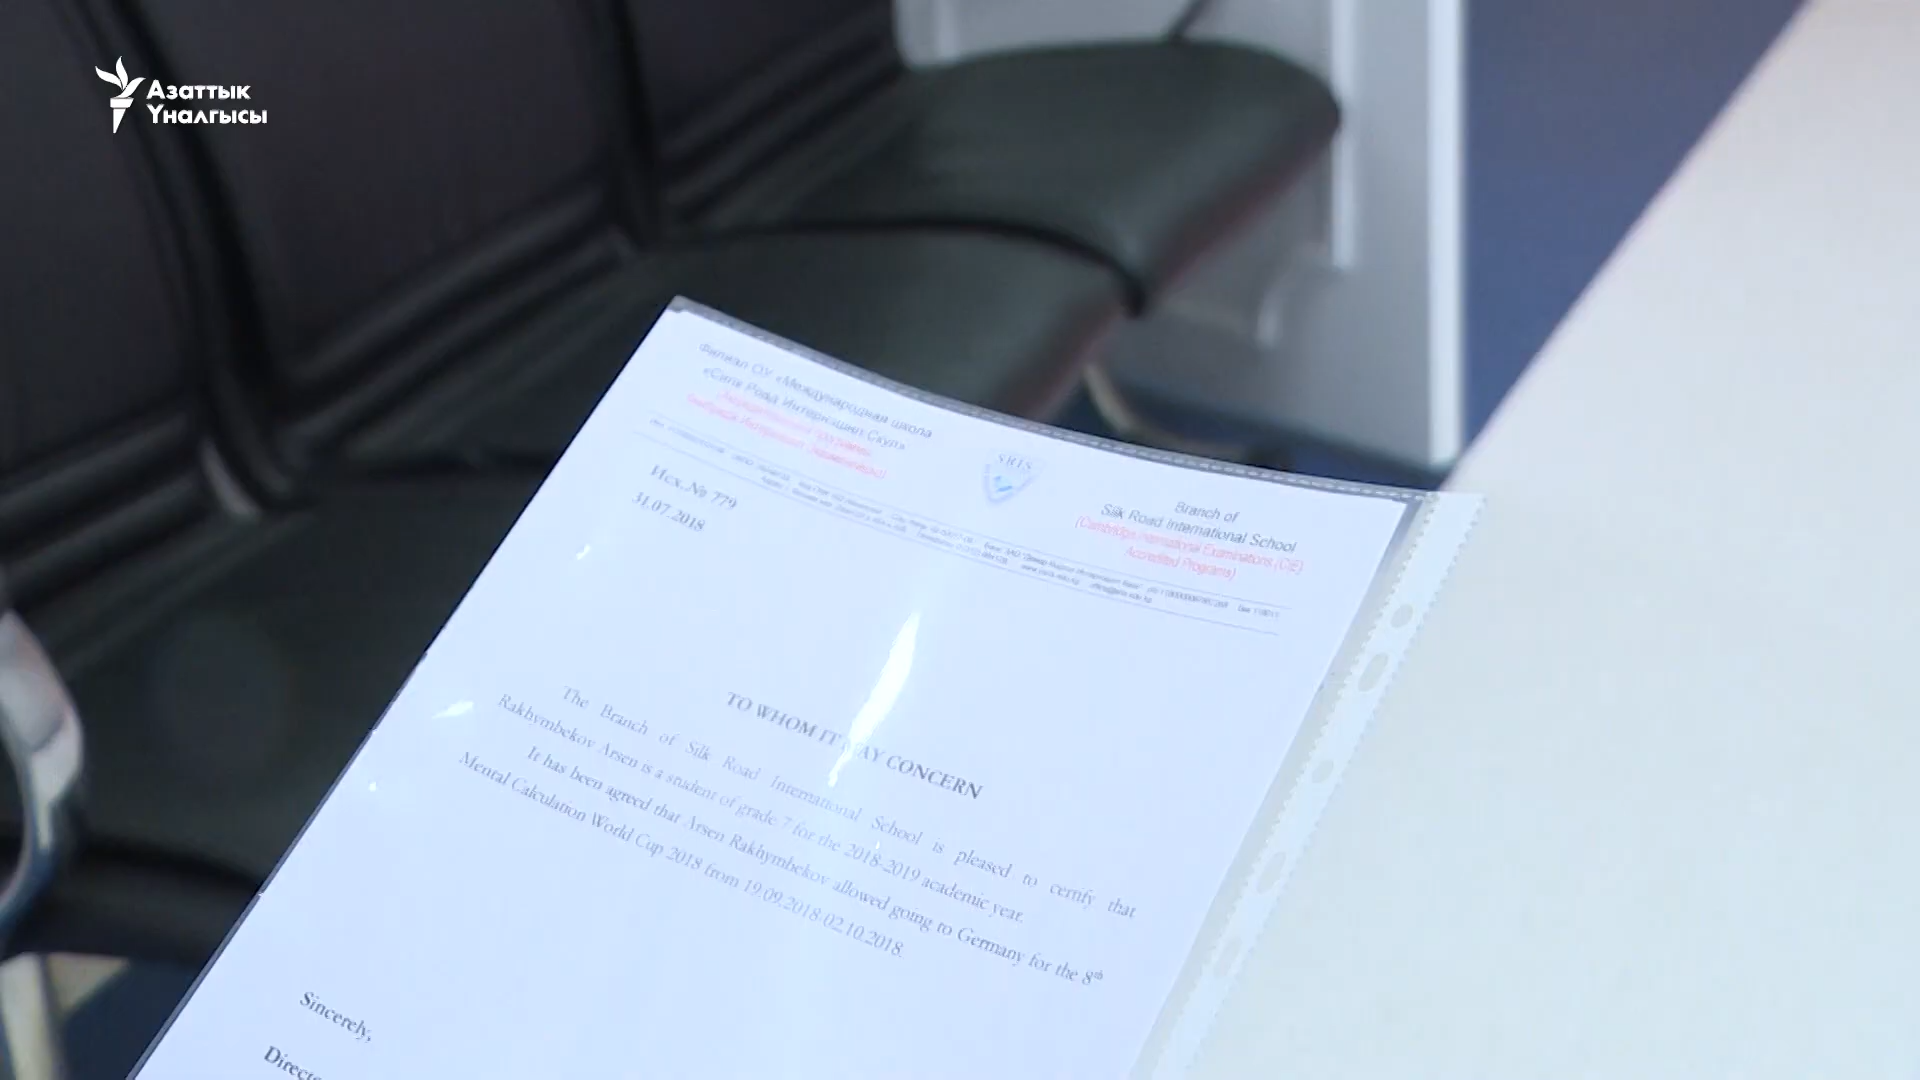 Азаттык
Үналгысы
Филиал ОУ «Международная школа
«Силк Роад Интернешнл Скул»
SRIS
Branch of
Silk Road International School
(Cambridge International Examinations (CIE)
Accredited Programs)
Исх.№ 779
31.07.2018
TO WHOM IT MAY CONCERN
The Branch of Silk Road International School is pleased to certify that
Rakhymbekov Arsen is a student of grade 7 for the 2018-2019 academic year.
It has been agreed that Arsen Rakhymbekov allowed going to Germany for the 8th
Mental Calculation World Cup 2018 from 19.09.2018-02.10.2018.
Sincerely,